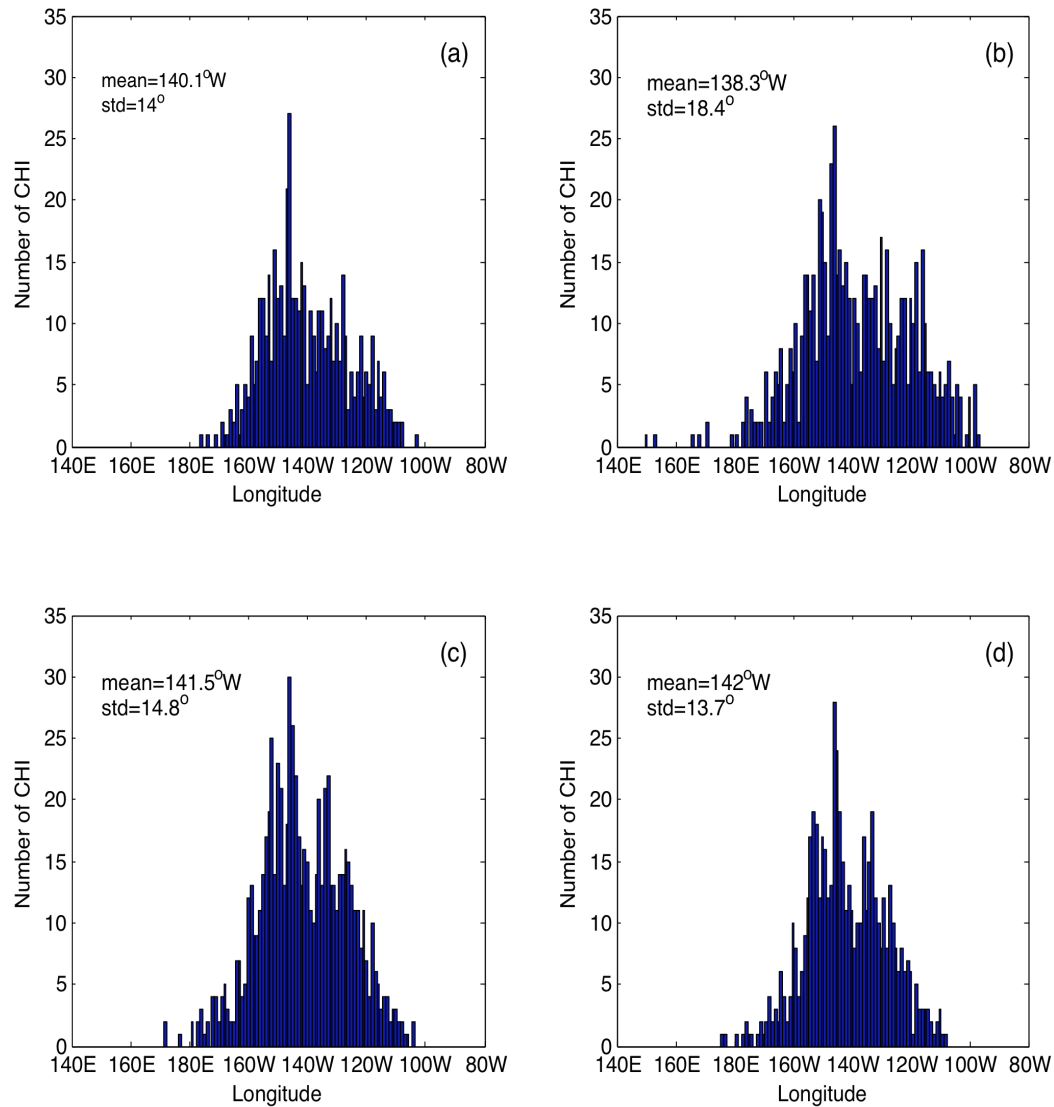 35
30
25
20
15
10
5
0
Number of CHI
(a)
mean=140.1°W
std=14°
140E 160E 180E 160W 140W 120W 100W 80W
Longitude
35
30
25
20
15
10
5
0
Number of CHI
(b)
mean=138.3°W
std=18.4°
140E 160E 180E 160W 140W 120W 100W 80W
Longitude
35
30
25
20
15
10
5
0
Number of CHI
(c)
mean=141.5°W
std=14.8°
140E 160E 180E 160W 140W 120W 100W 80W
Longitude
35
30
25
20
15
10
5
0
Number of CHI
(d)
mean=142°W
std=13.7°
140E 160E 180E 160W 140W 120W 100W 80W
Longitude